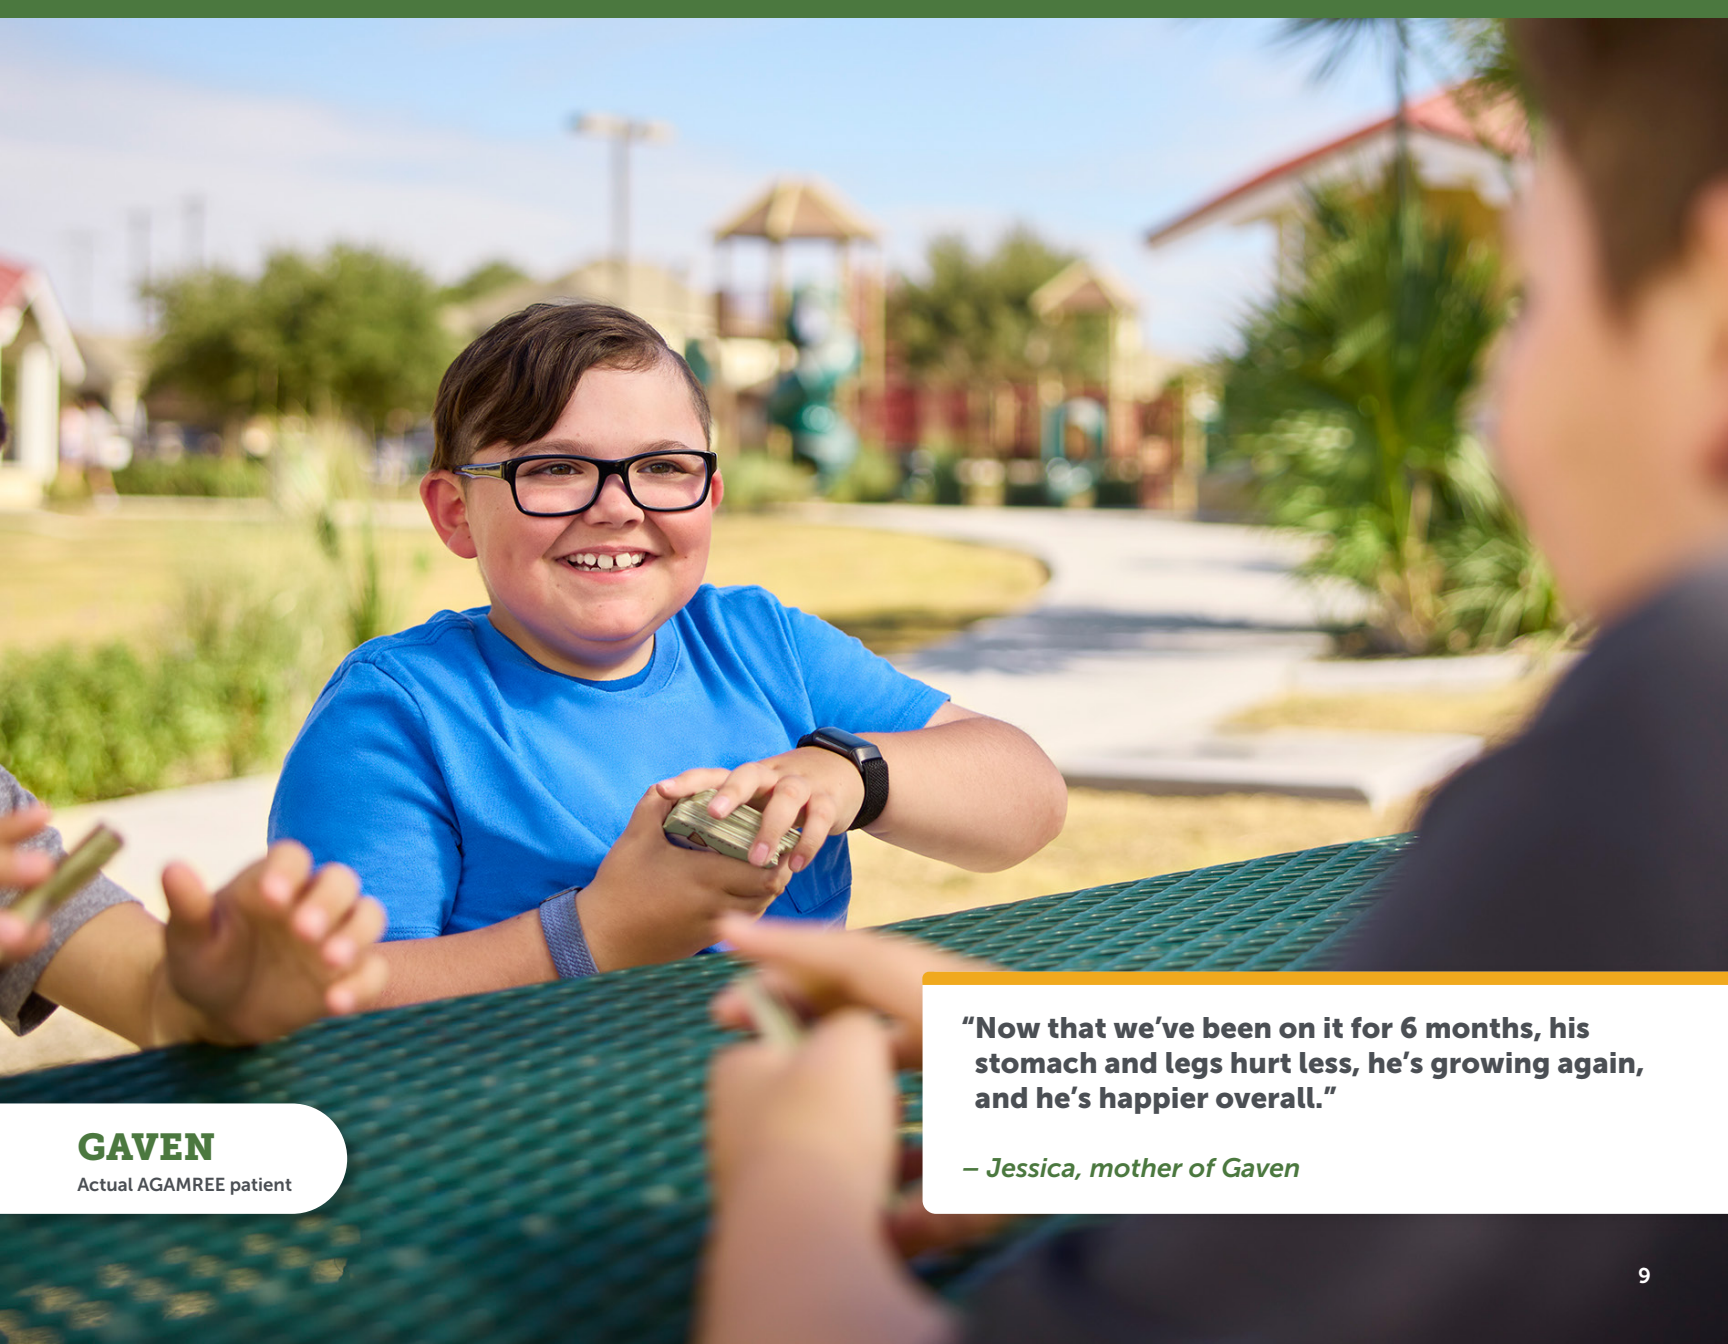 “Now that we’ve been on it for 6 months, his
stomach and legs hurt less, he’s growing again,
and he’s happier overall.”
– Jessica, mother of Gaven
GAVEN
Actual AGAMREE patient
9